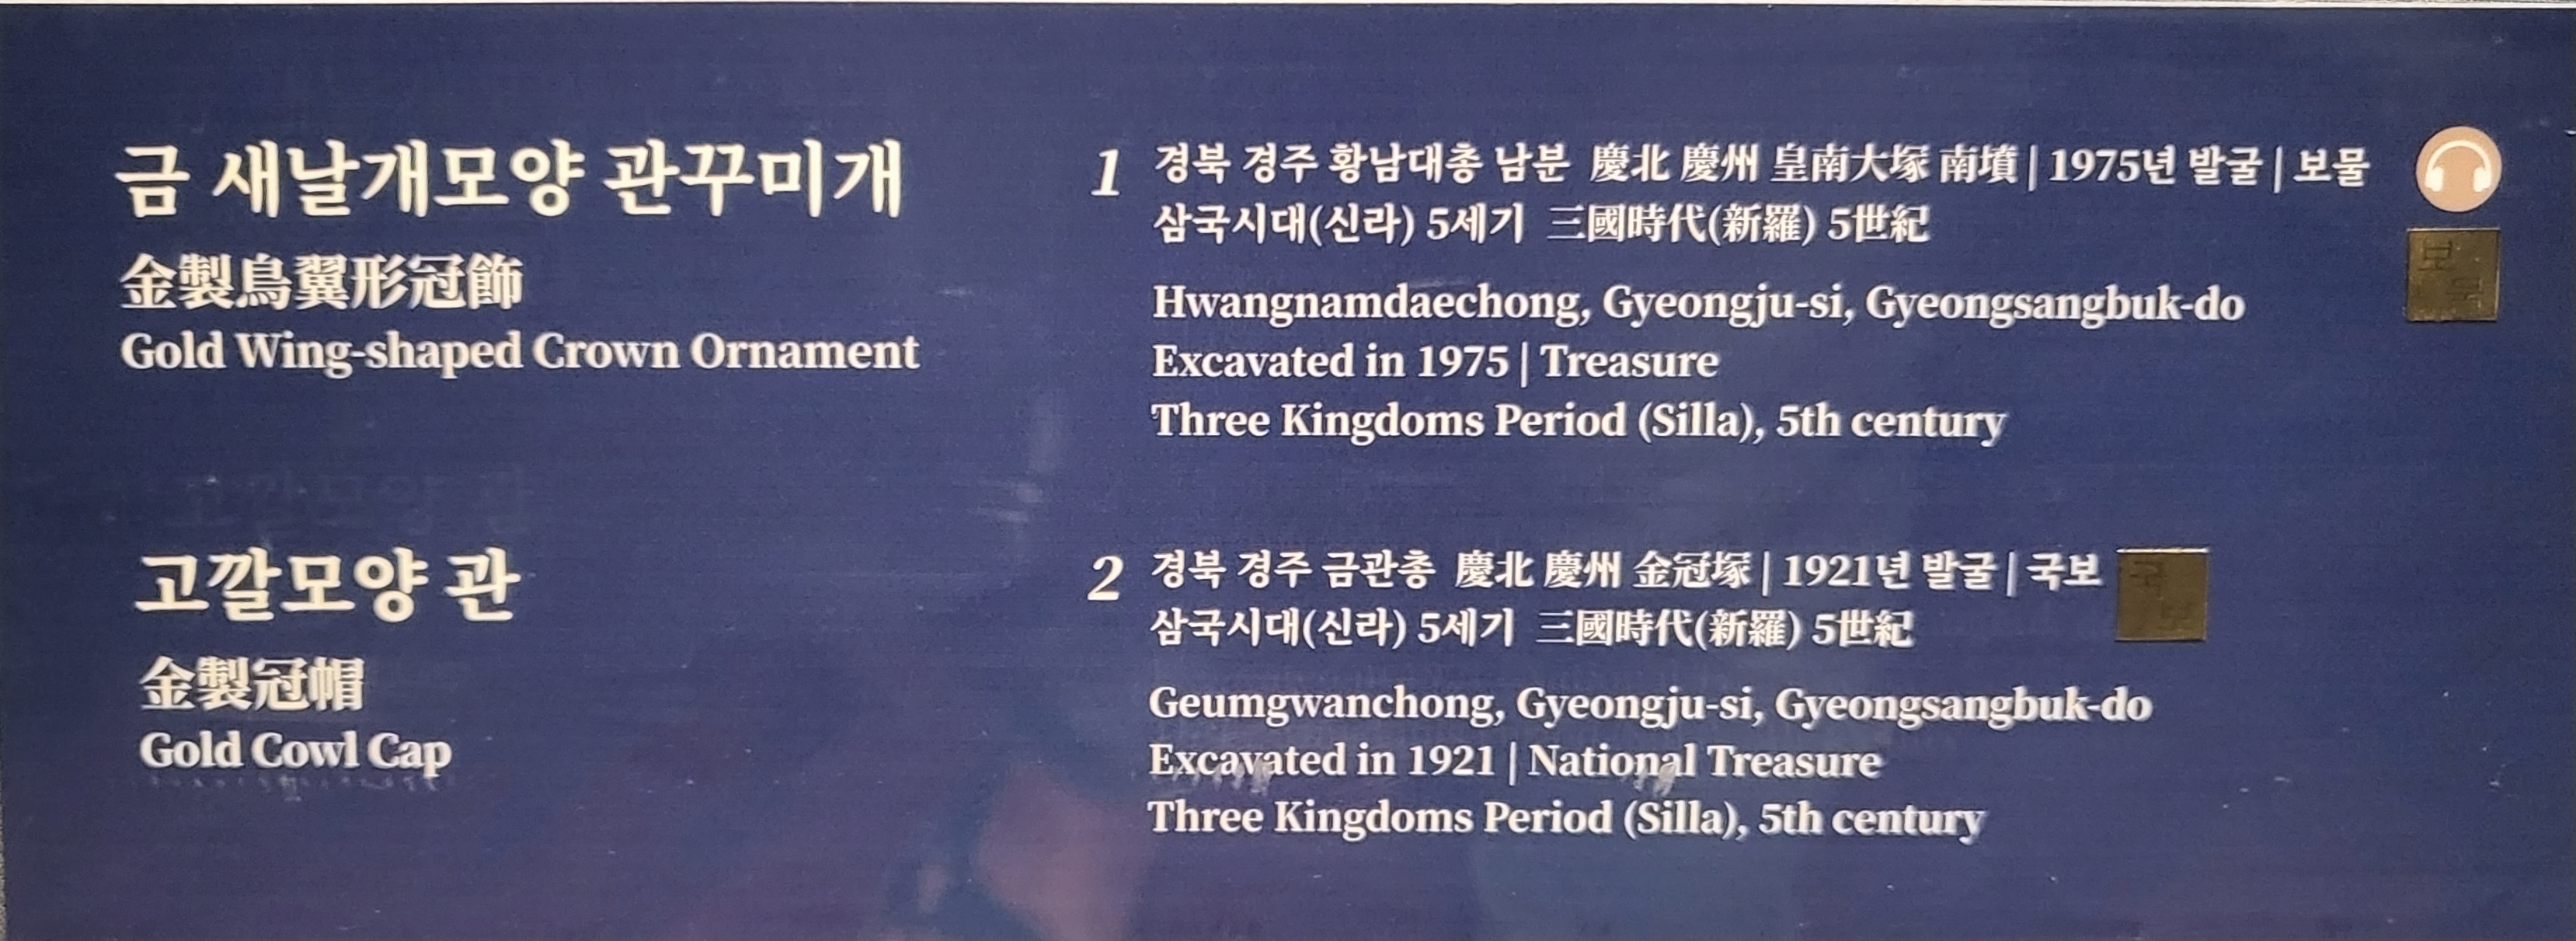 금 새날개모양 관꾸미개
金製鳥翼形冠飾
Gold Wing-shaped Crown Ornament
1 경북 경주 황남대총 남분 慶北 慶州 皇南大塚 南墳 | 1975년 발굴 | 보물
삼국시대(신라) 5세기 三國時代(新羅) 5世紀
Hwangnamdaechong, Gyeongju-si, Gyeongsangbuk-do
Excavated in 1975 | Treasure
Three Kingdoms Period (Silla), 5th century
보물
고깔모양 관
金製冠帽
Gold Cowl Cap
2 경북 경주 금관총 慶北 慶州 金冠塚 | 1921년 발굴 | 국보
삼국시대(신라) 5세기 三國時代(新羅) 5世紀
Geumgwanchong, Gyeongju-si, Gyeongsangbuk-do
Excavated in 1921 | National Treasure
Three Kingdoms Period (Silla), 5th century
국보